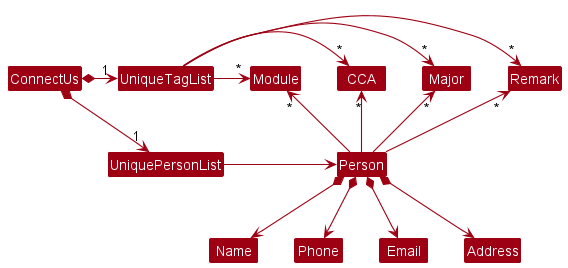 *
*
*
ConnectUs
1
UniqueTagList
*
Module
CCA
Major
Remark
*
*
*
*
1
UniquePersonList
Person
Name
Phone
Email
Address